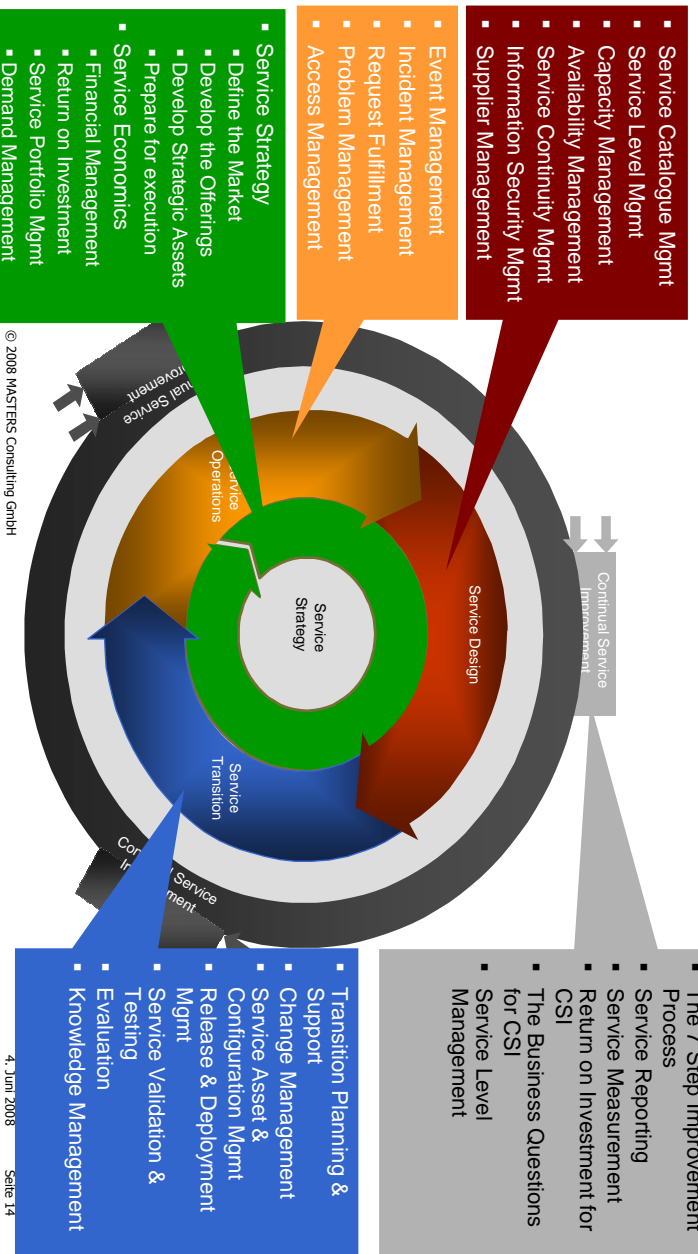 ▪ Service Catalogue Mgmt
▪ Service Level Mgmt
▪ Capacity Management
▪ Availability Management
▪ Service Continuity Mgmt
▪ Information Security Mgmt
▪ Supplier Management
▪ Event Management
▪ Incident Management
▪ Request Fulfillment
▪ Problem Management
▪ Access Management
▪ Service Strategy
▪ Define the Market
▪ Develop the Offerings
▪ Develop Strategic Assets
▪ Prepare for execution
▪ Service Economics
▪ Financial Management
▪ Return on Investment
▪ Service Portfolio Mgmt
▪ Demand Management
Continual Service
Improvement
Service Design
Service
Strategy
Service
Operations
Service
Transition
Service
Service
▪ The 7 Step Improvement
Process
▪ Service Reporting
▪ Service Measurement
▪ Return on Investment for
CSI
▪ The Business Questions
for CSI
▪ Service Level
Management
▪ Transition Planning &
Support
▪ Change Management
▪ Service Asset &
Configuration Mgmt
▪ Release & Deployment
Mgmt
▪ Service Validation &
Testing
▪ Evaluation
▪ Knowledge Management
© 2008 MASTERS Consulting GmbH
4. Juni 2008
Seite 14